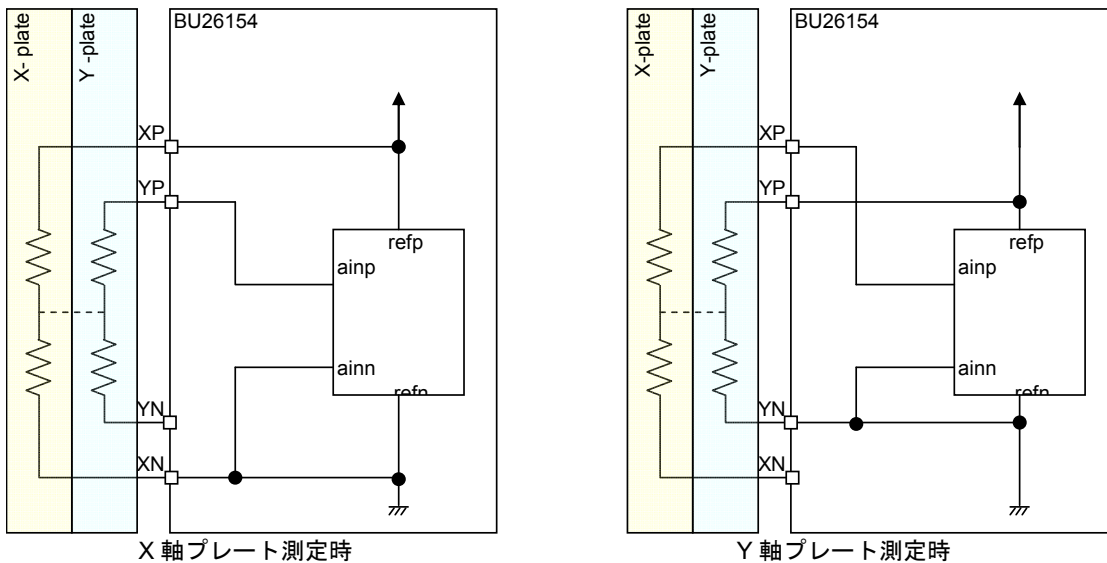 X- plate
Y -plate
BU26154
XP
YP
refp
ainp
ainn
refn
YN
XN
X 軸プレート測定時
X-plate
Y-plate
BU26154
XP
YP
refp
ainp
ainn
refn
YN
XN
Y 軸プレート測定時